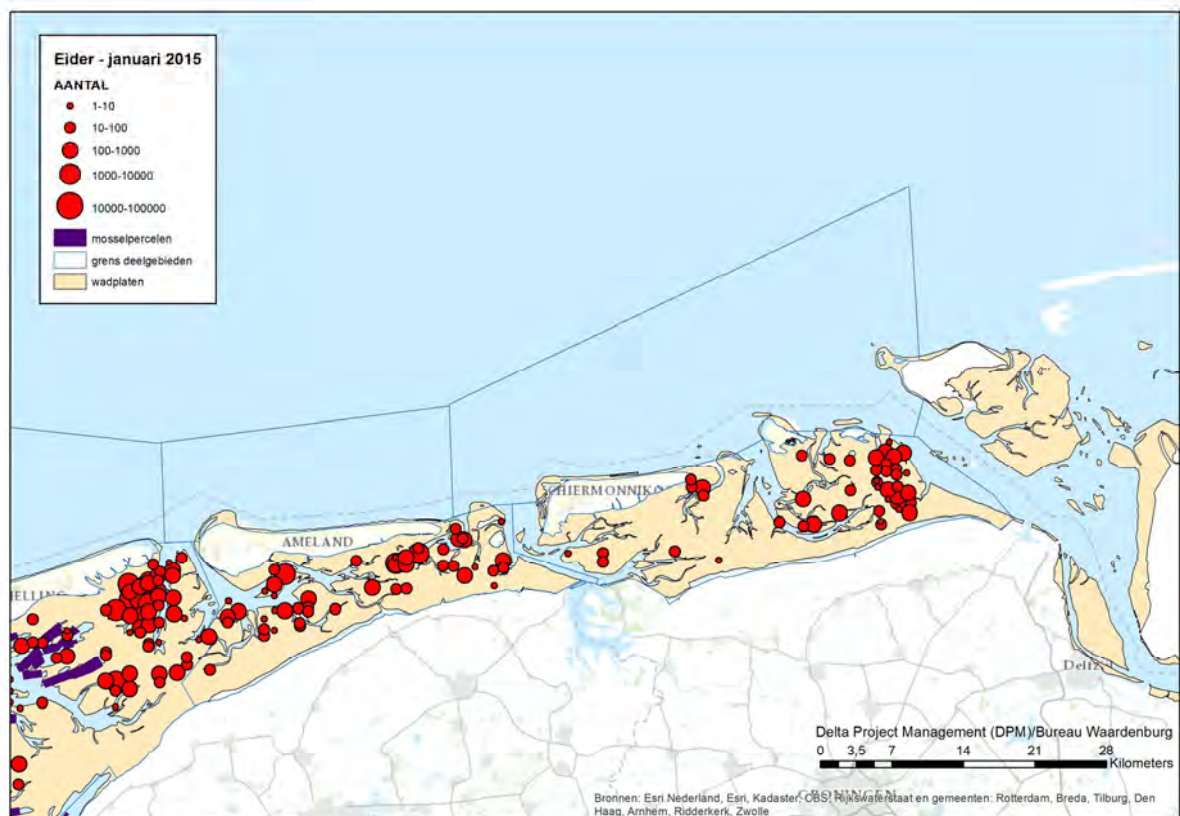 Eider - januari 2015
AANTAL
1-10
10-100
100-1000
1000-10000
10000-100000
mosselpercelen
grens deelgebieden
wadplaten
AMELAND
Delta Project Management (DPM)/Bureau Waardenburg
0 3,5 7 14 21 28
Kilometers
GRONINGEN
Bronnen: Esri Nederland, Esri, Kadaster, CBS, Rijkswaterstaat en gemeenten: Rotterdam, Breda, Tilburg, Den
Haag, Arnhem, Ridderkerk, Zwolle